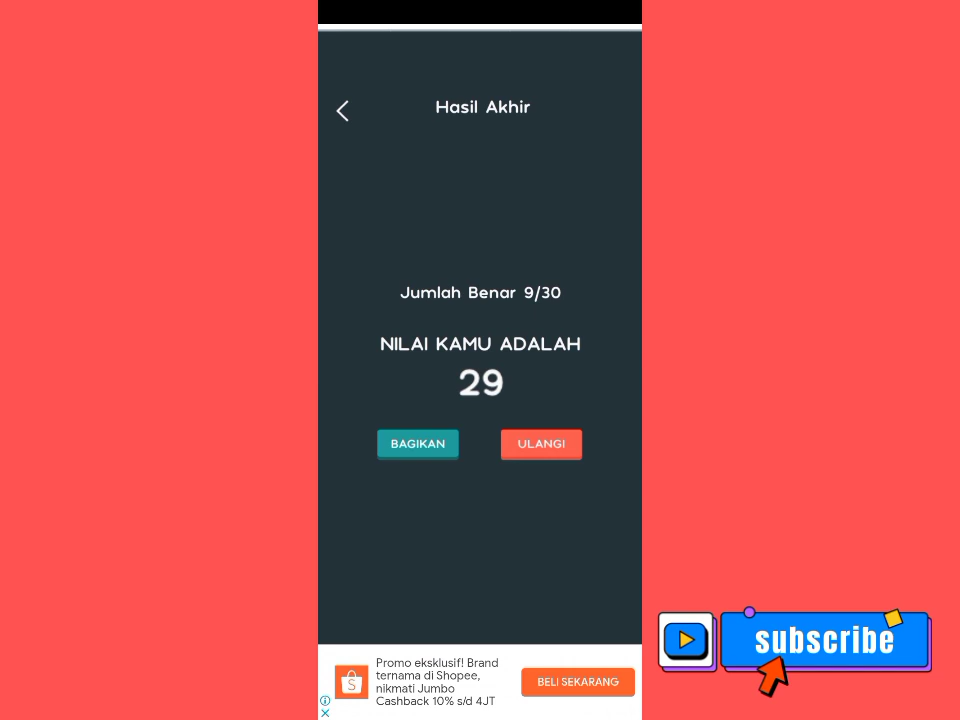 Hasil Akhir
Jumlah Benar 9/30
NILAI KAMU ADALAH
29
BAGIKAN
ULANGI
Promo eksklusif! Brand
ternama di Shopee,
nikmati Jumbo
Cashback 10% s/d 4JT
BELI SEKARANG
subscribe